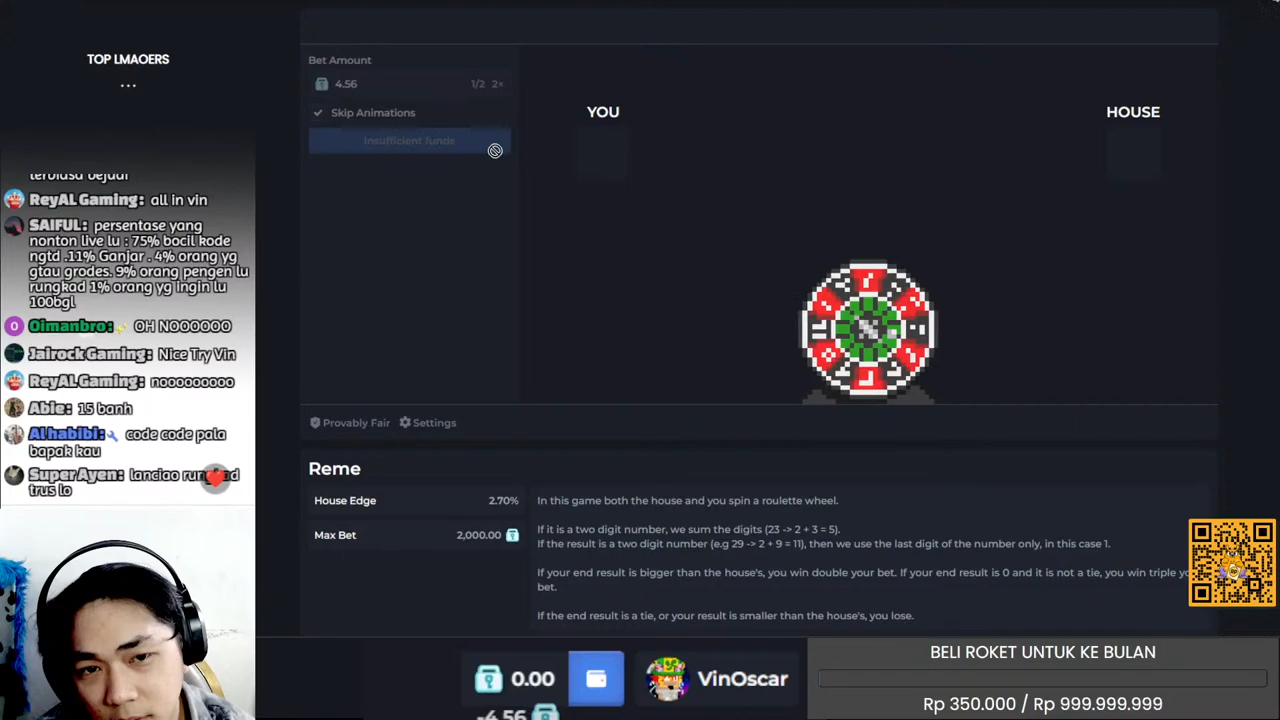 TOP LMAOERS
...
terbiasa bejudi
ReyAL Gaming: all in vin
SAIFUL: persentase yang
nonton live lu : 75% bocil kode
ngtd .11% Ganjar . 4% orang yg
gtau grodes. 9% orang pengen lu
rungkad 1% orang yg ingin lu
100bgl
O
Oimanbro: OH NOOOOOO
Jalrock Gaming: Nice Try Vin
ReyAL Gaming: nooooooooo
Abie: 15 banh
Al habibi: code code pala
bapak kau
Super Ayen: lanciao rungkad
trus lo
Bet Amount
4.56 1/2 2×
Skip Animations
Insufficient funds
YOU
HOUSE
Provably Fair Settings
Reme
House Edge 2.70%
Max Bet 2,000.00
In this game both the house and you spin a roulette wheel.
If it is a two digit number, we sum the digits (23 -> 2 + 3 = 5).
If the result is a two digit number (e.g 29 -> 2 + 9 = 11), then we use the last digit of the number only, in this case 1.
If your end result is bigger than the house's, you win double your bet. If your end result is 0 and it is not a tie, you win triple
bet.
If the end result is a tie, or your result is smaller than the house's, you lose.
0.00
-4.56
VinOscar
BELI ROKET UNTUK KE BULAN
Rp 350.000 / Rp 999.999.999